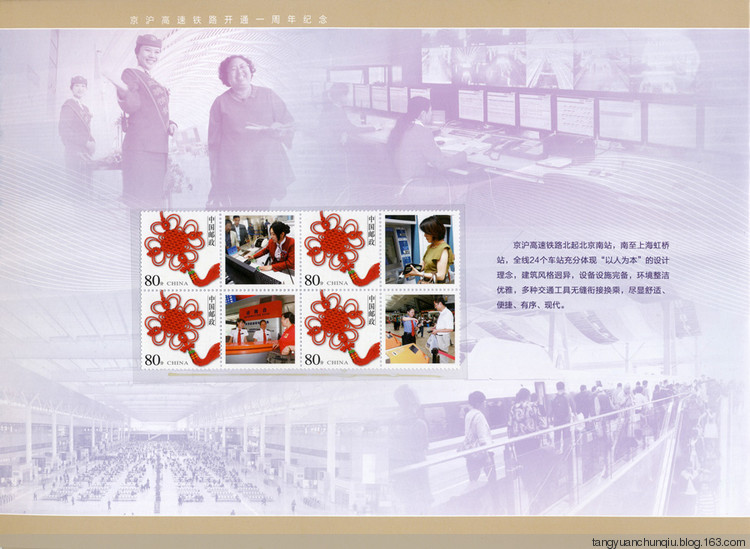 京沪高速铁路开通一周年纪念
京沪高速铁路北起北京南站，南至上海虹桥
站，全线24个车站充分体现“以人为本”的设计
理念，建筑风格迥异，设备设施完备，环境整洁
优雅，多种交通工具无缝衔接换乘，尽显舒适、
便捷、有序、现代。
中国邮政
80分 CHINA
中国邮政
80分 CHINA
中国邮政
80分 CHINA
中国邮政
80分 CHINA
tangyuanchunqiu.blog.163.com